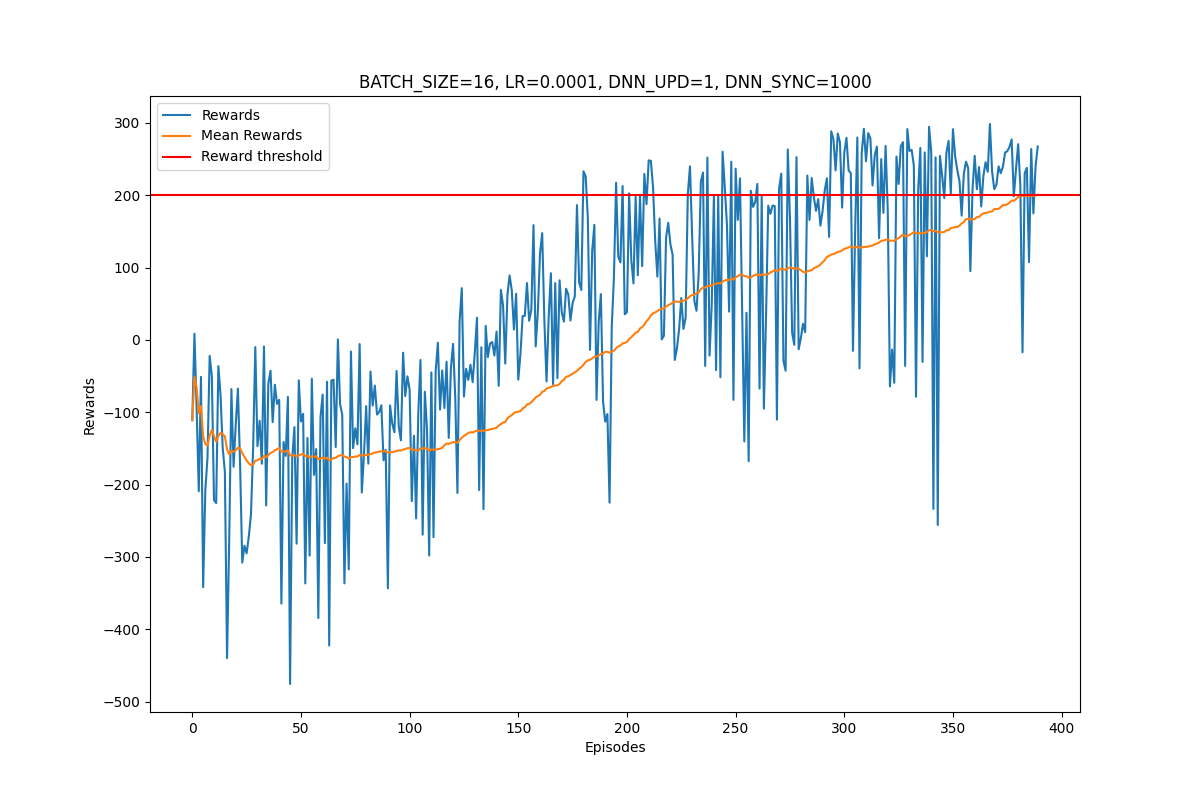 BATCH_SIZE=16, LR=0.0001, DNN_UPD=1, DNN_SYNC=1000
Rewards
Mean Rewards
Reward threshold
300
200
100
0
−100
−200
−300
−400
−500
Rewards
0 50 100 150 200 250 300 350 400
Episodes